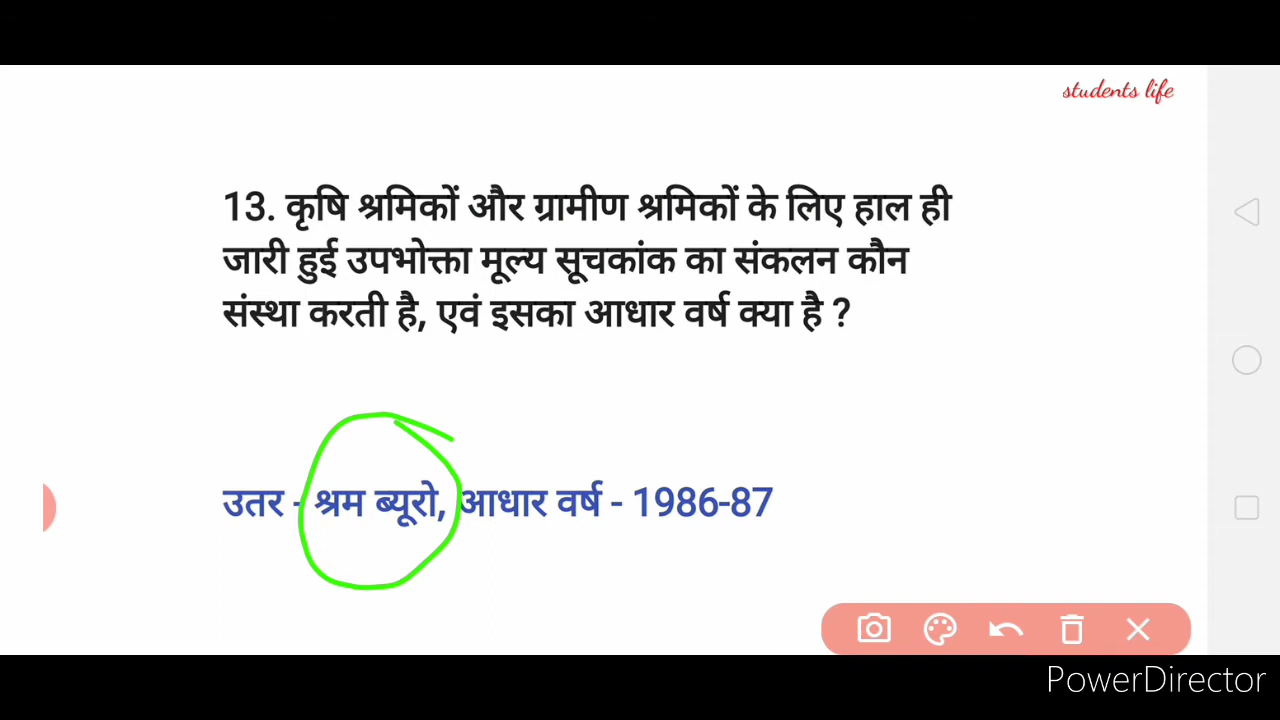 students life
13. कृषि श्रमिकों और ग्रामीण श्रमिकों के लिए हाल ही
जारी हुई उपभोक्ता मूल्य सूचकांक का संकलन कौन
संस्था करती है, एवं इसका आधार वर्ष क्या है ?
उतर - श्रम ब्यूरो, आधार वर्ष - 1986-87
PowerDirector